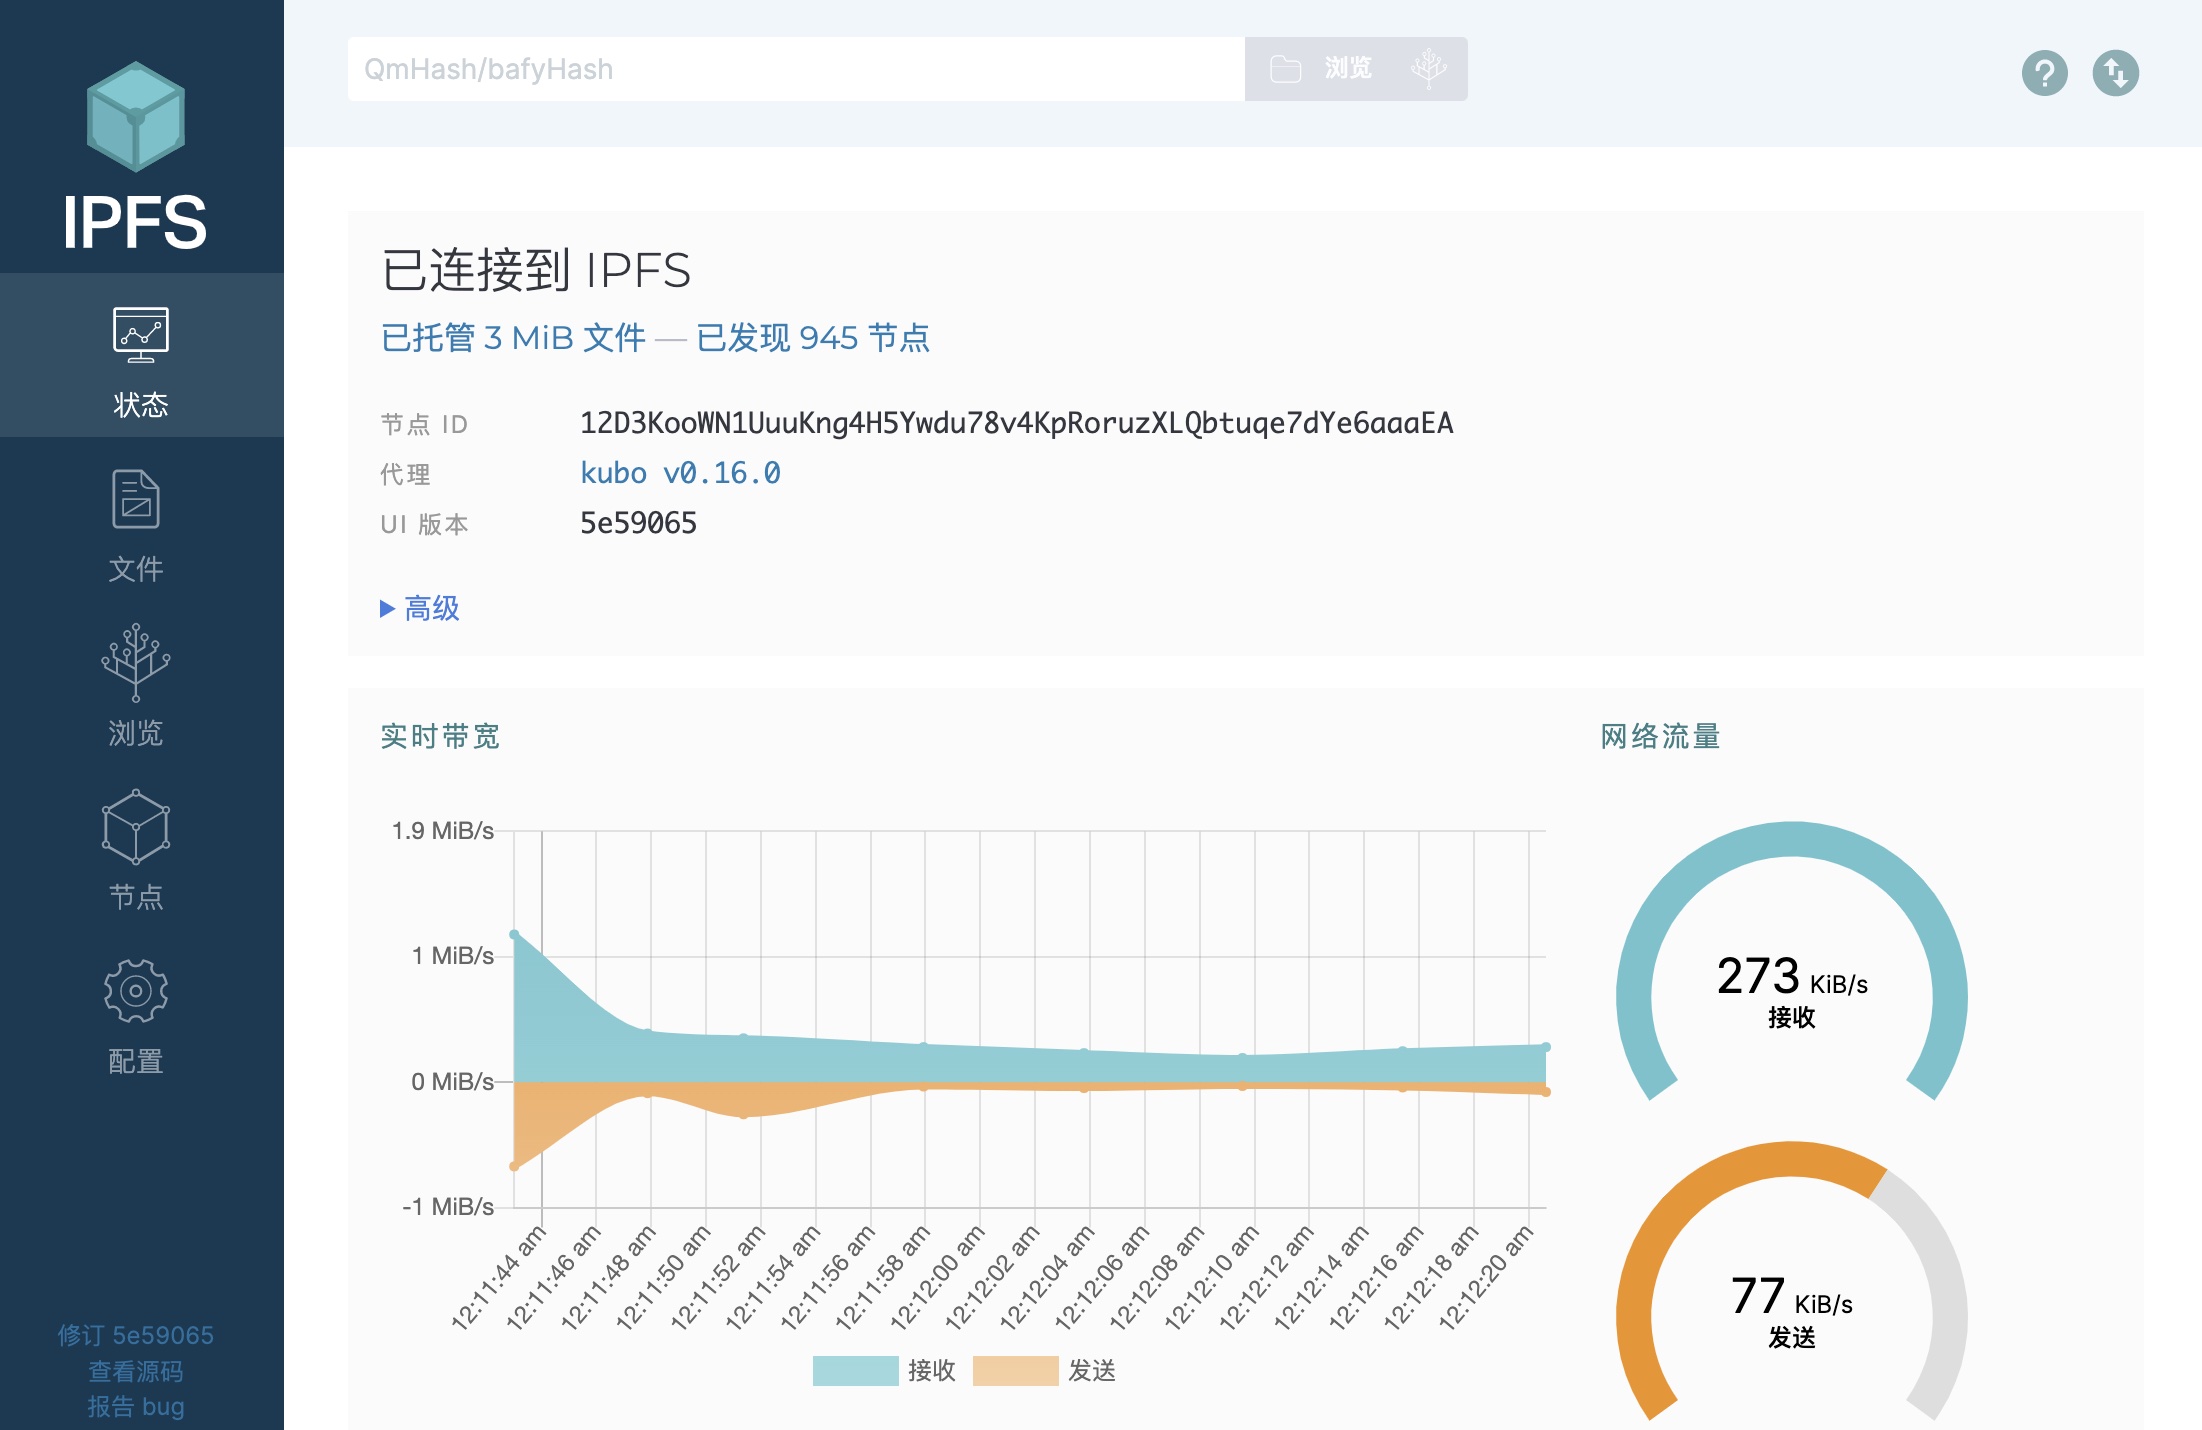 IPFS
状态
文件
浏览
节点
配置
修订 5e59065
查看源码
报告 bug
QmHash/bafyHash
浏览
?
已连接到 IPFS
已托管 3 MiB 文件 — 已发现 945 节点
节点 ID 12D3KooWN1UuuKng4H5Ywdu78v4KpRoruzXLQbtuqe7dYe6aaaEA
代理 kubo v0.16.0
UI 版本 5e59065
▶ 高级
实时带宽
1.9 MiB/s
1 MiB/s
0 MiB/s
-1 MiB/s
12:11:44 am
12:11:46 am
12:11:48 am
12:11:50 am
12:11:52 am
12:11:54 am
12:11:56 am
12:11:58 am
12:12:00 am
12:12:02 am
12:12:04 am
12:12:06 am
12:12:08 am
12:12:10 am
12:12:12 am
12:12:14 am
12:12:16 am
12:12:18 am
12:12:20 am
接收 发送
网络流量
273 KiB/s
接收
77 KiB/s
发送